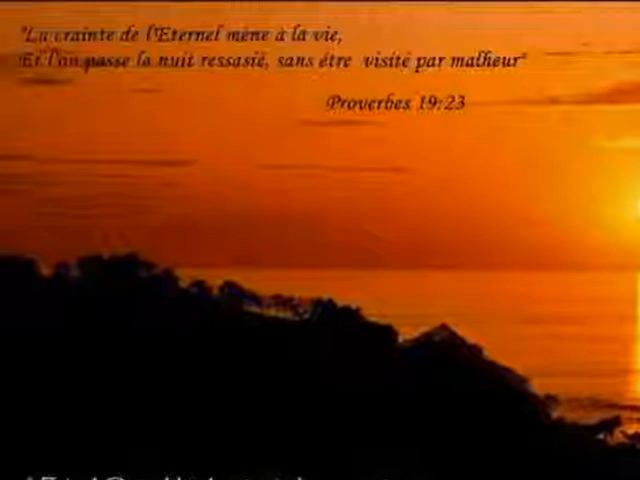 "La crainte de l'Eternel mène à la vie,
Et l'on passe la nuit rassasié, sans être visité par malheur"
Proverbes 19:23